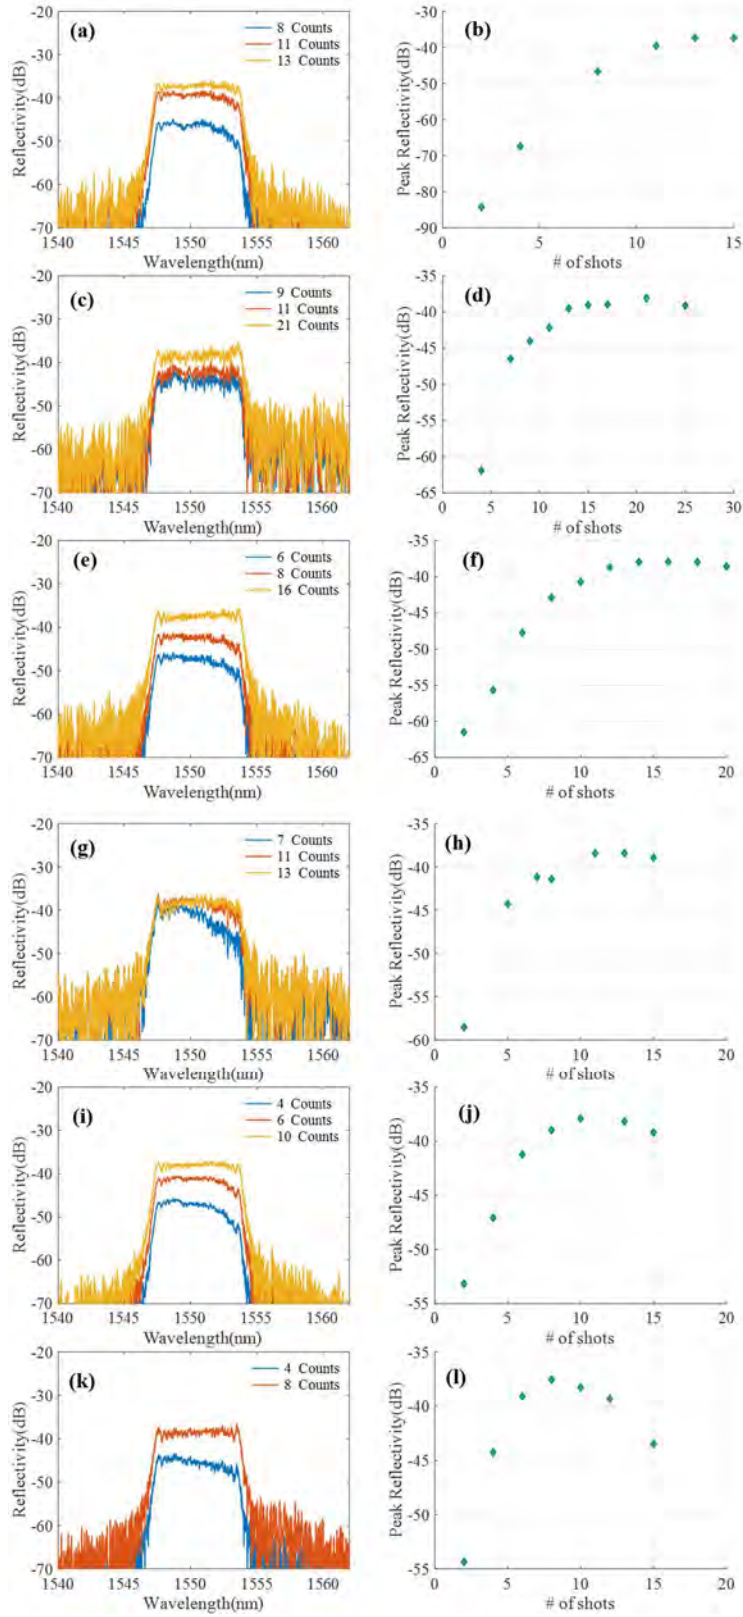 (a)
8 Counts
11 Counts
13 Counts
Reflectivity(dB)
-20
-30
-40
-50
-60
-70
1540 1545 1550 1555 1560
Wavelength(nm)
(b)
Peak Reflectivity(dB)
-30
-40
-50
-60
-70
-80
-90
0 5 10 15
# of shots
(c)
9 Counts
11 Counts
21 Counts
Reflectivity(dB)
-20
-30
-40
-50
-60
-70
1540 1545 1550 1555 1560
Wavelength(nm)
(d)
Peak Reflectivity(dB)
-35
-40
-45
-50
-55
-60
-65
0 5 10 15 20 25 30
# of shots
(e)
6 Counts
8 Counts
16 Counts
Reflectivity(dB)
-20
-30
-40
-50
-60
-70
1540 1545 1550 1555 1560
Wavelength(nm)
(f)
Peak Reflectivity(dB)
-35
-40
-45
-50
-55
-60
-65
0 5 10 15 20
# of shots
(g)
7 Counts
11 Counts
13 Counts
Reflectivity(dB)
-20
-30
-40
-50
-60
-70
1540 1545 1550 1555 1560
Wavelength(nm)
(h)
Peak Reflectivity(dB)
-35
-40
-45
-50
-55
-60
0 5 10 15 20
# of shots
(i)
4 Counts
6 Counts
10 Counts
Reflectivity(dB)
-20
-30
-40
-50
-60
-70
1540 1545 1550 1555 1560
Wavelength(nm)
(j)
Peak Reflectivity(dB)
-35
-40
-45
-50
-55
0 5 10 15 20
# of shots
(k)
4 Counts
8 Counts
Reflectivity(dB)
-20
-30
-40
-50
-60
-70
1540 1545 1550 1555 1560
Wavelength(nm)
(l)
Peak Reflectivity(dB)
-35
-40
-45
-50
-55
0 5 10 15 20
# of shots